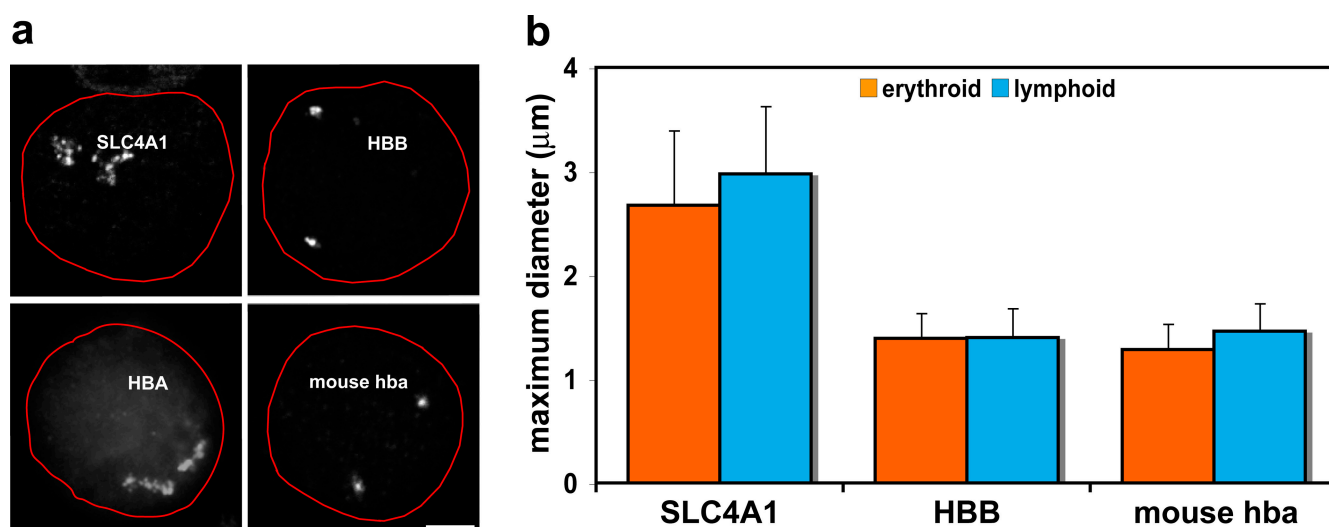 a
SLC4A1
HBB
HBA
mouse hba
b
maximum diameter (μm)
4
3
2
1
0
erythroid lymphoid
SLC4A1 HBB mouse hba